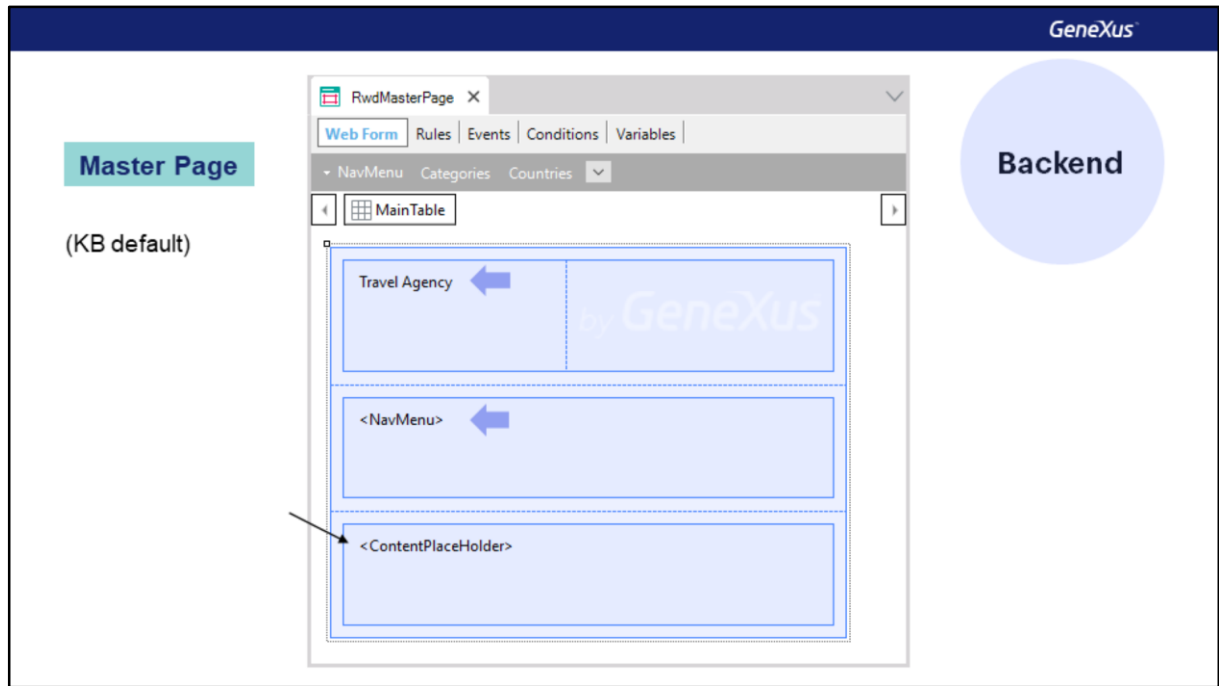 GeneXus™
RwdMasterPage
Web Form Rules Events Conditions Variables
Master Page
Backend
NavMenu Categories Countries
MainTable
(KB default)
Travel Agency
by GeneXus
<NavMenu>
<ContentPlaceHolder>